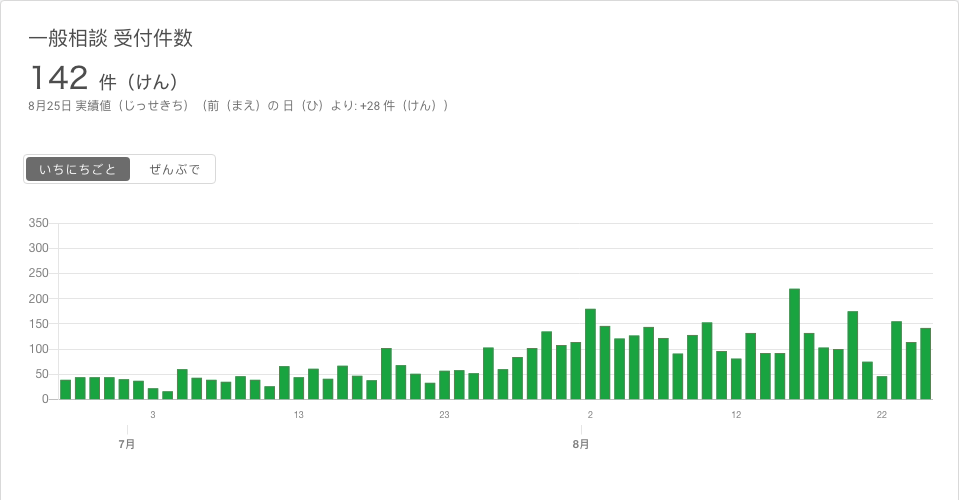 一般相談 受付件数
142 件（けん）
8月25日 実績値（じっせきち）（前（まえ）の 日（ひ）より: +28 件（けん））
いちにちごと ぜんぶで
350
300
250
200
150
100
50
0
3 13 23 2 12 22
7月 8月